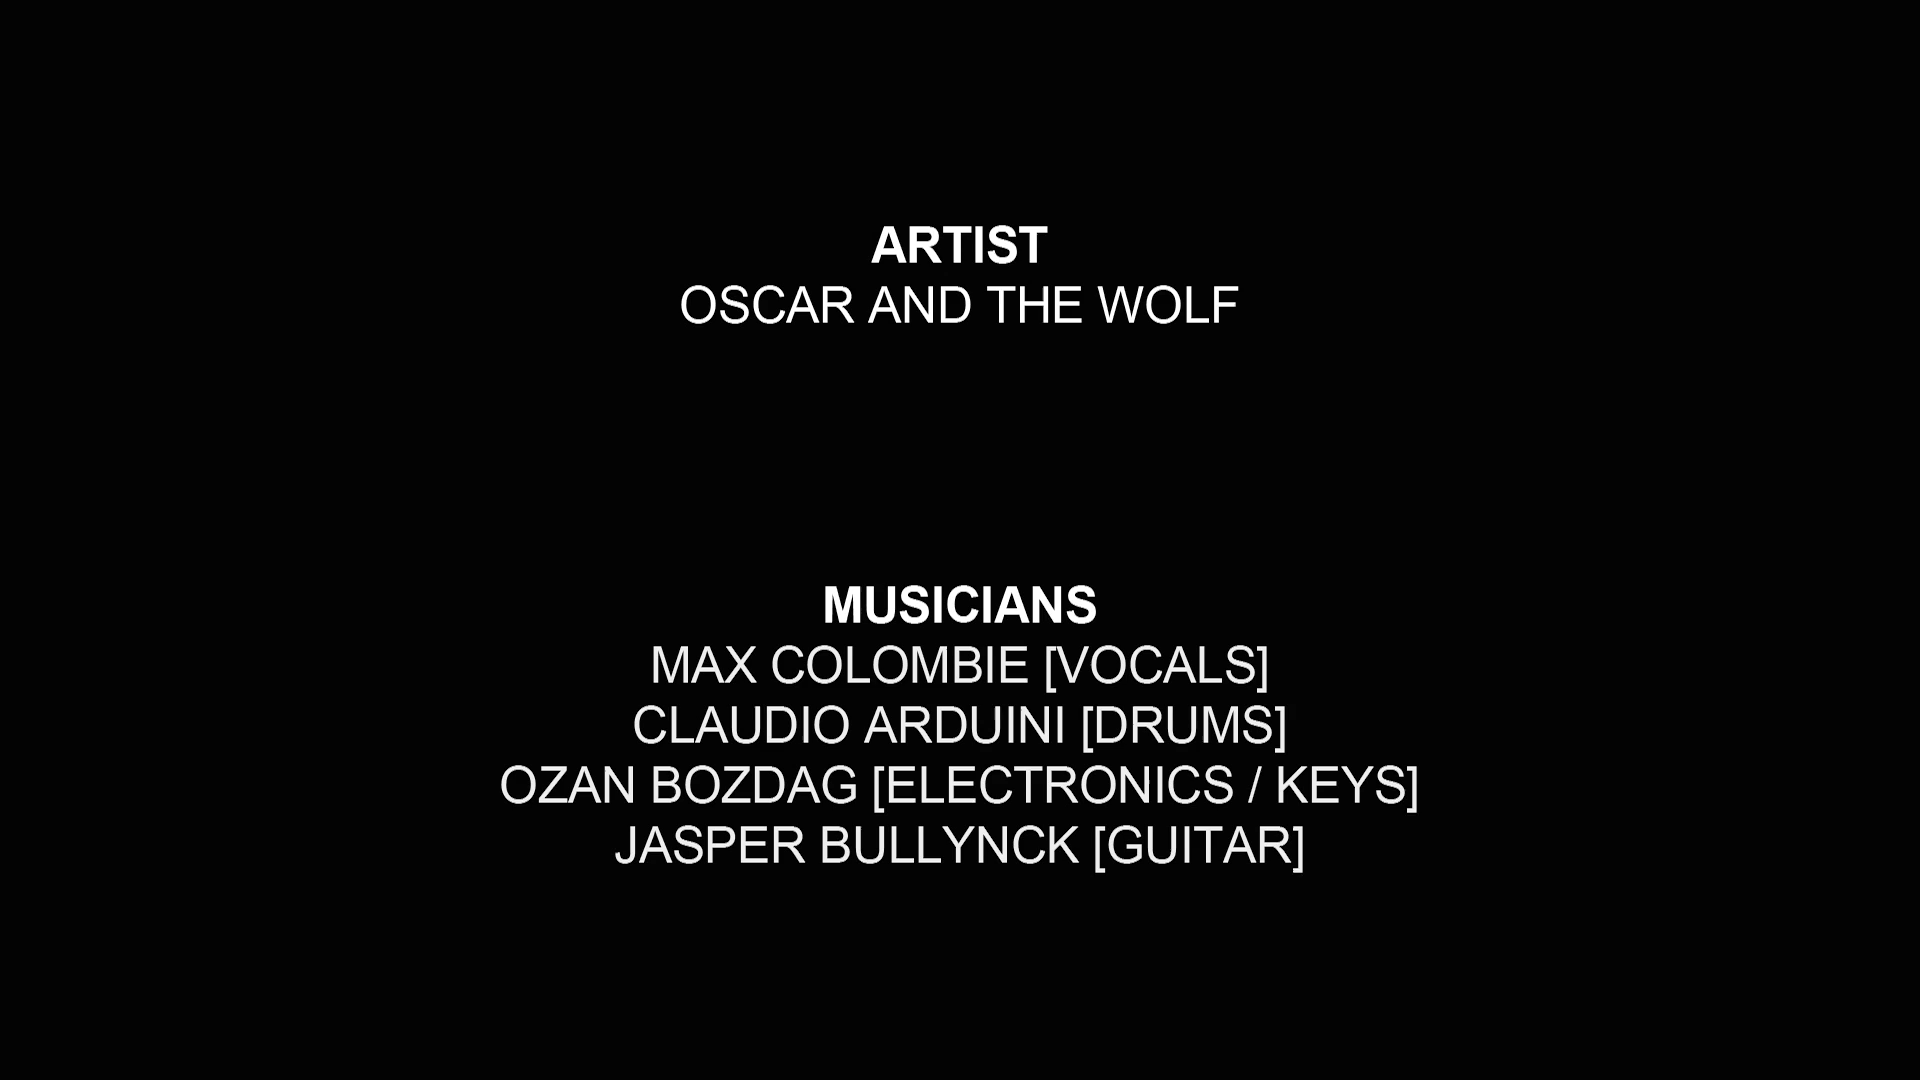 ARTIST
OSCAR AND THE WOLF
MUSICIANS
MAX COLOMBIE [VOCALS]
CLAUDIO ARDUINI [DRUMS]
OZAN BOZDAG [ELECTRONICS / KEYS]
JASPER BULLYNCK [GUITAR]